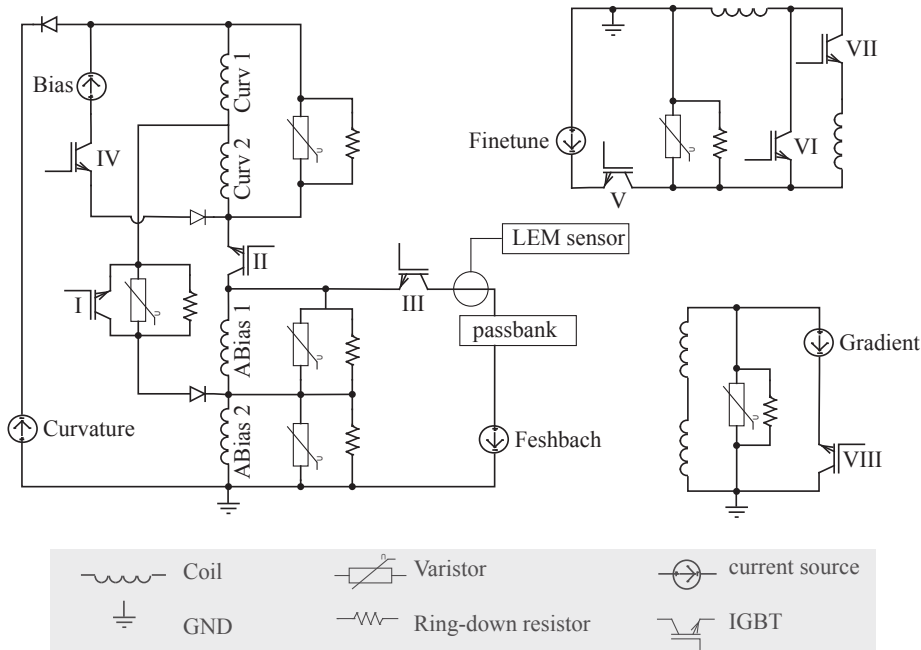 Bias
IV
Curv 1
Curv 2
I
II
III
ABias 1
ABias 2
Curvature
LEM sensor
passbank
Feshbach
Finetune
V
VI
VII
Gradient
VIII
Coil
Varistor
current source
GND
Ring-down resistor
IGBT